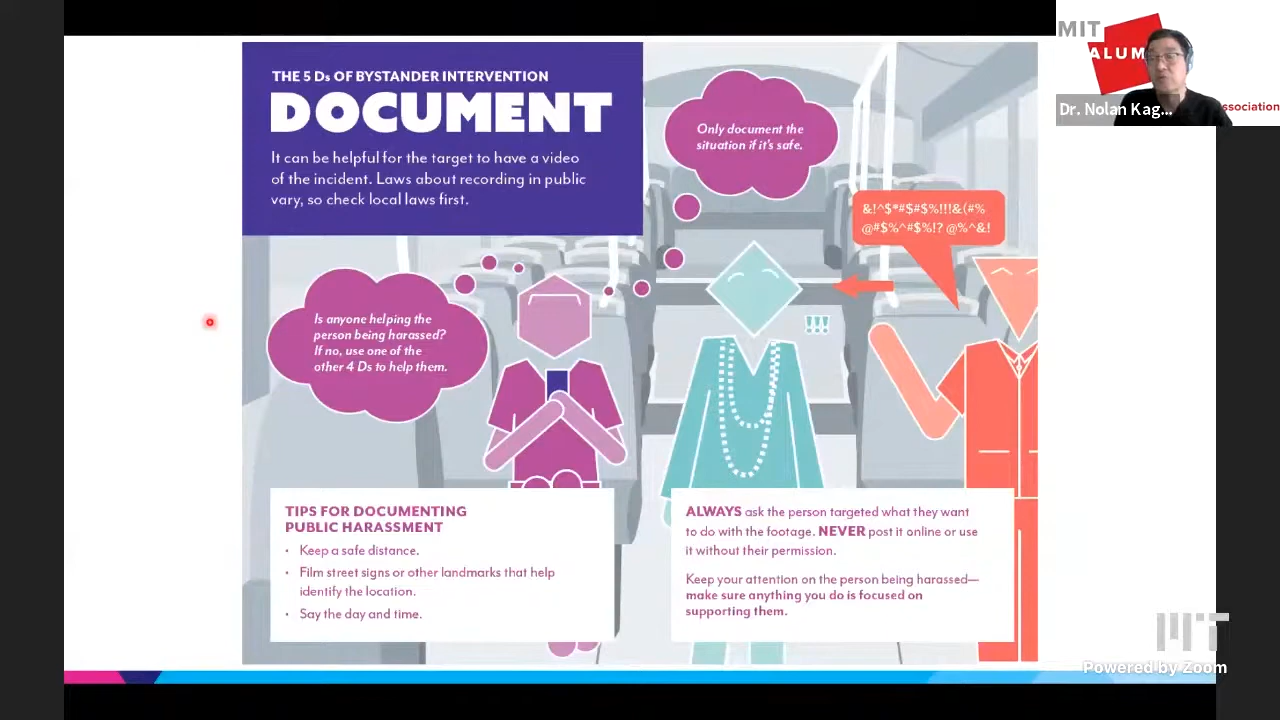 THE 5 Ds OF BYSTANDER INTERVENTION
DOCUMENT
It can be helpful for the target to have a video
of the incident. Laws about recording in public
vary, so check local laws first.
Only document the
situation if it's safe.
&!^$*#$#$%!!!&(#%
@#$%^#$%!? @%^&!
Is anyone helping the
person being harassed?
If no, use one of the
other 4 Ds to help them.
!!!
TIPS FOR DOCUMENTING
PUBLIC HARASSMENT
• Keep a safe distance.
• Film street signs or other landmarks that help
identify the location.
• Say the day and time.
ALWAYS ask the person targeted what they want
to do with the footage. NEVER post it online or use
it without their permission.
Keep your attention on the person being harassed—
make sure anything you do is focused on
supporting them.
MIT
ALUM
ssociation
Dr. Nolan Kag...
MIT
Powered by Zoom